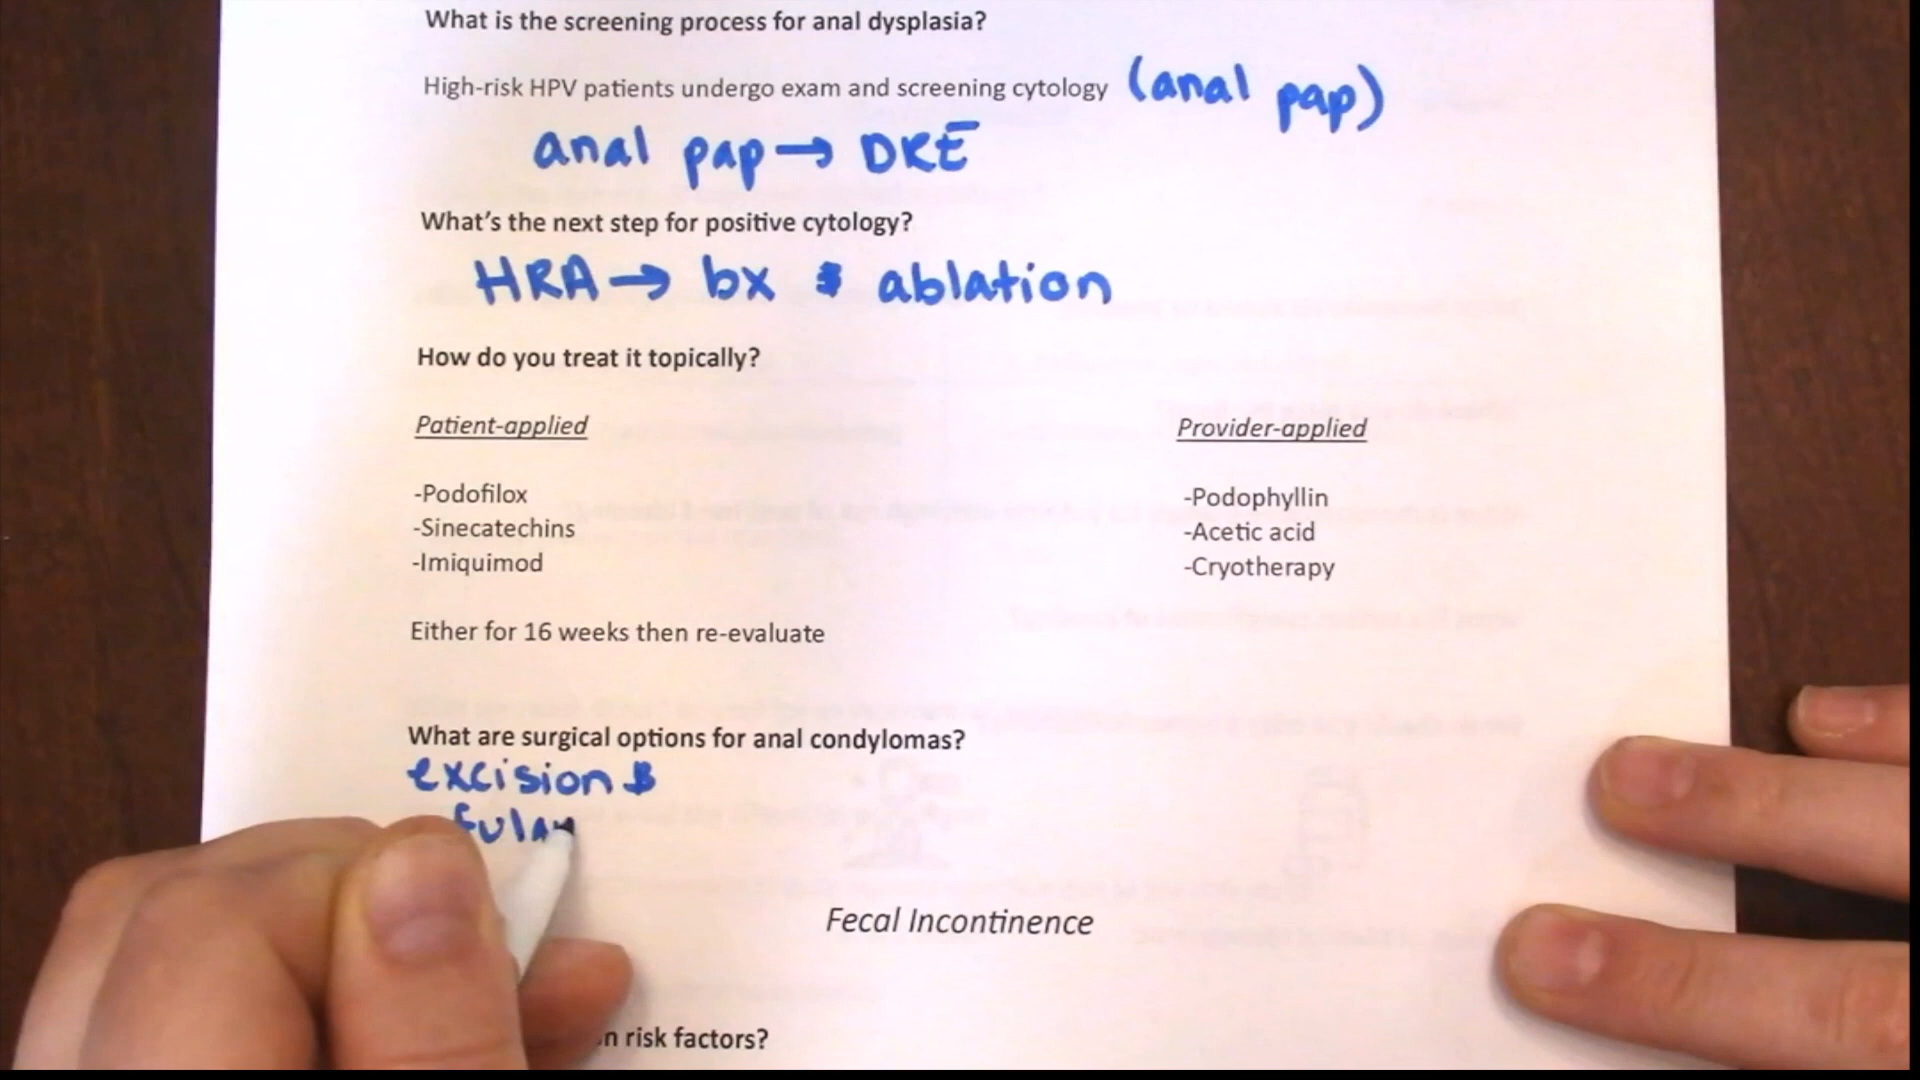 What is the screening process for anal dysplasia?
High-risk HPV patients undergo exam and screening cytology (anal pap)
anal pap → DRE
What's the next step for positive cytology?
HRA → bx & ablation
How do you treat it topically?
Patient-applied Provider-applied
-Podofilox -Podophyllin
-Sinecatechins -Acetic acid
-Imiquimod -Cryotherapy
Either for 16 weeks then re-evaluate
What are surgical options for anal condylomas?
excision &
Fecal Incontinence
risk factors?